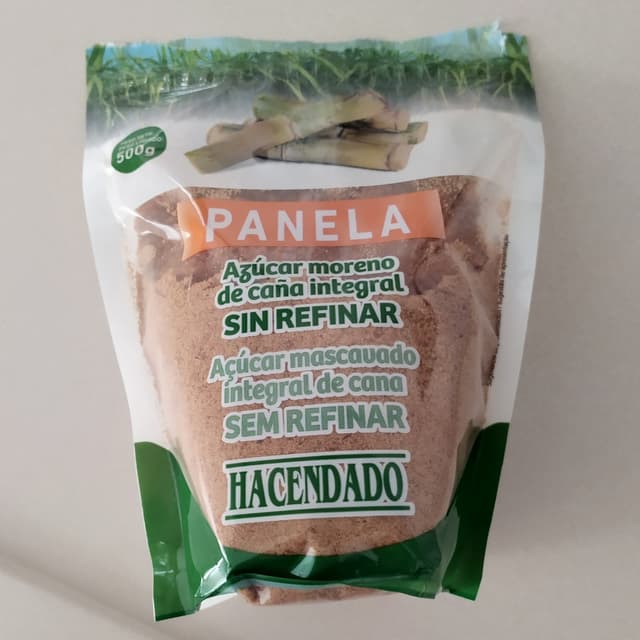 500g
PANELA
Azúcar moreno
de caña integral
SIN REFINAR
Açúcar mascavado
integral de cana
SEM REFINAR
HACENDADO